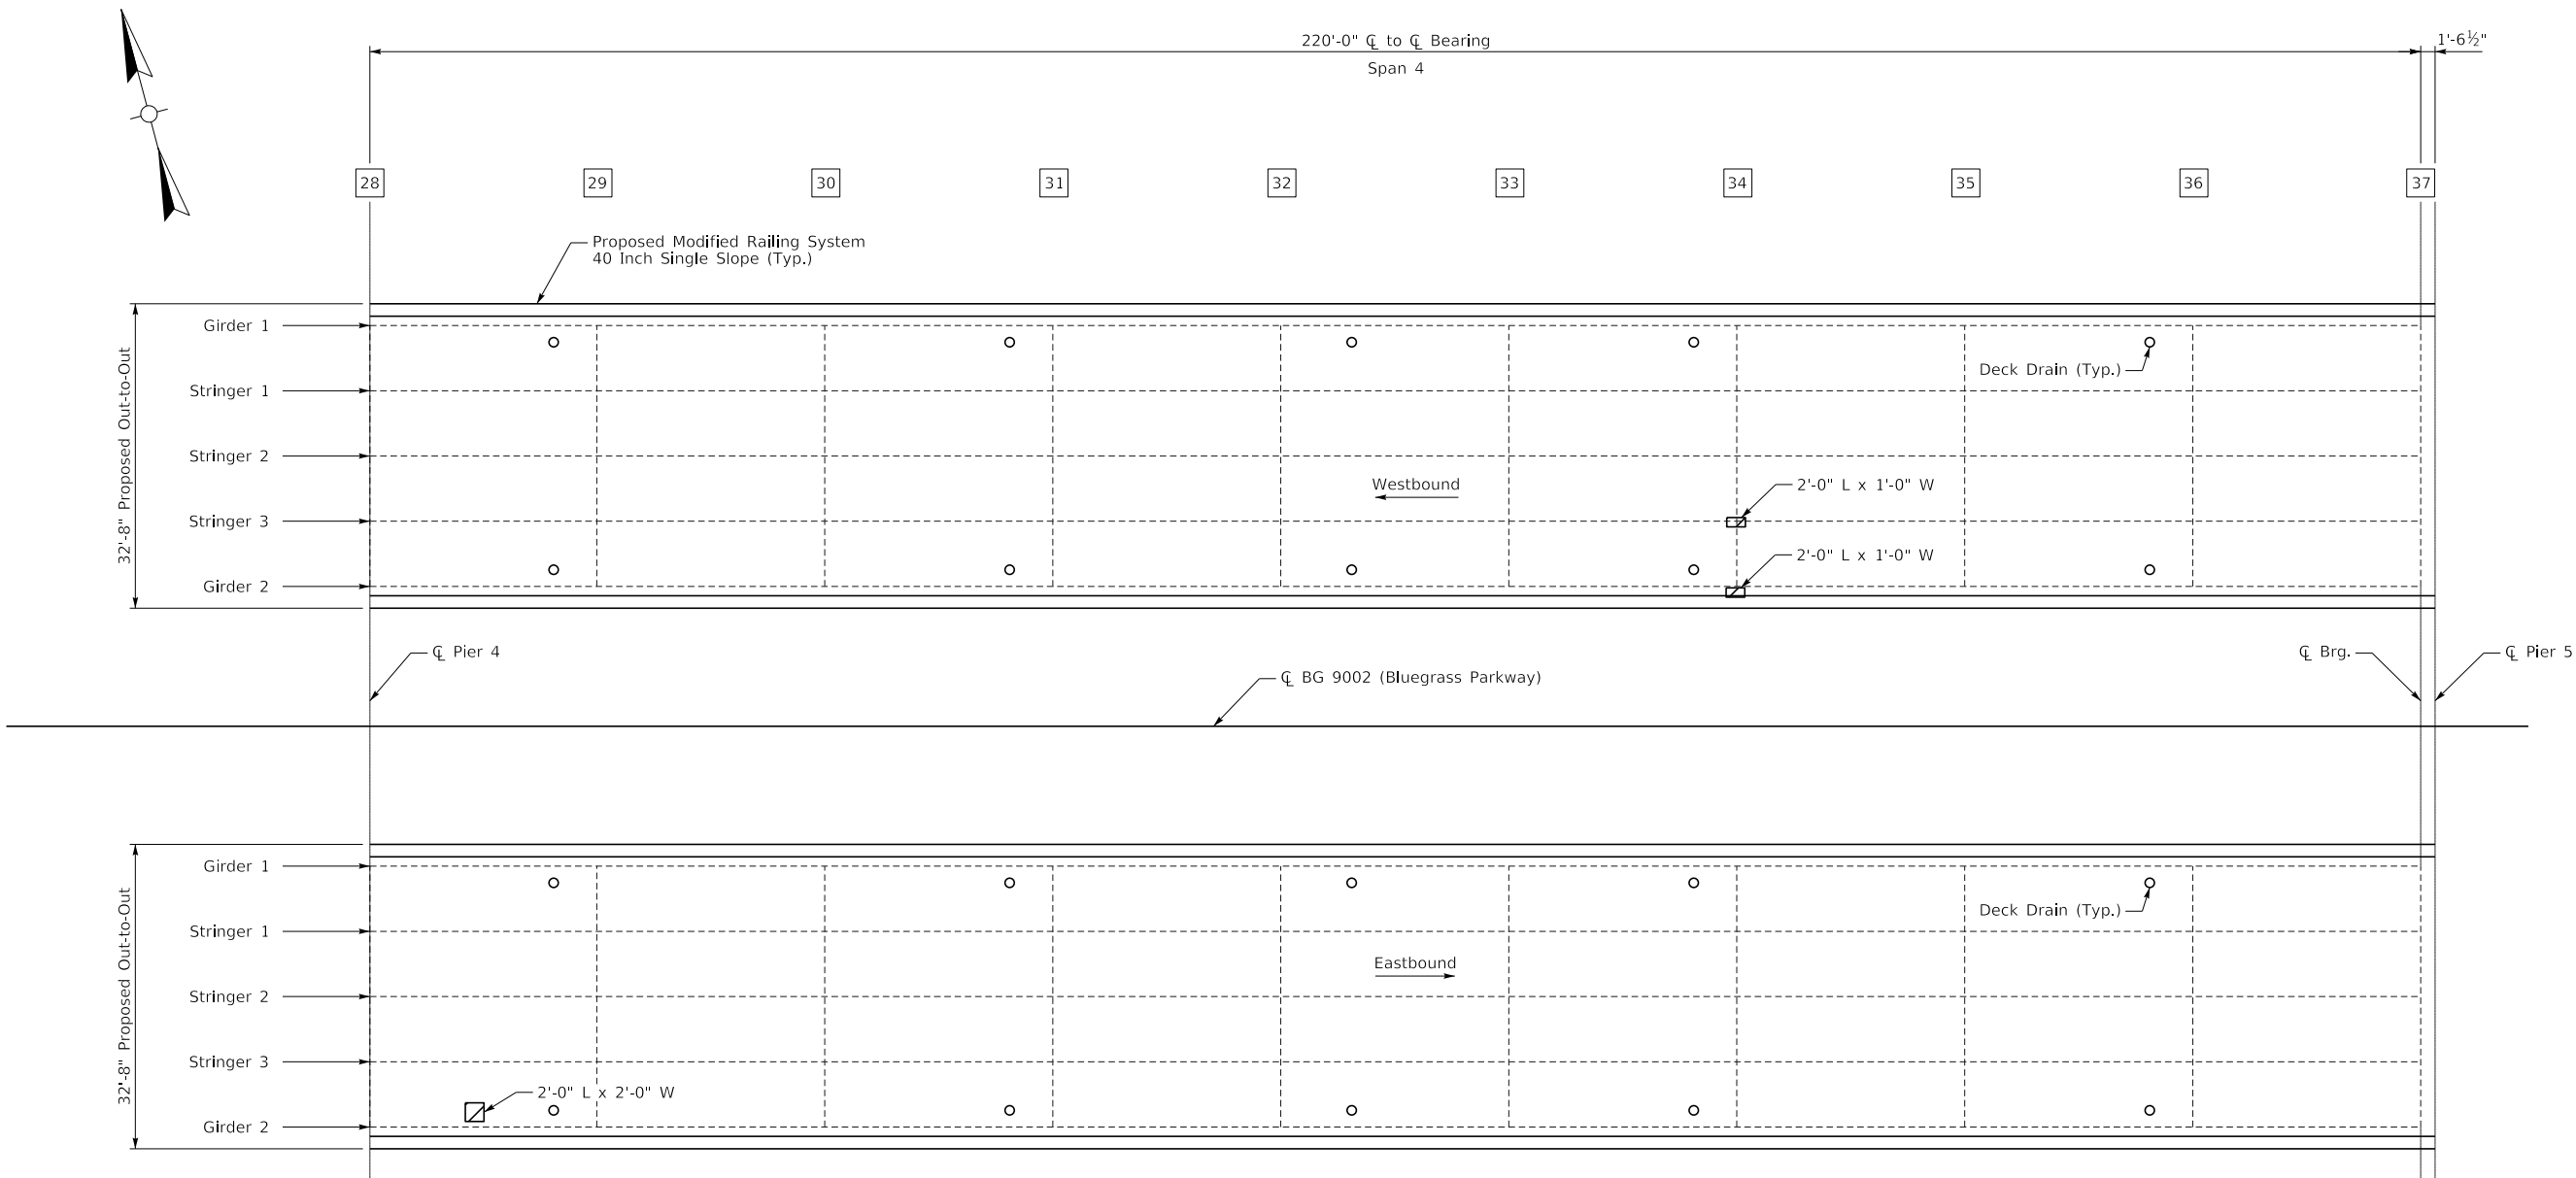 220'-0" ℄ to ℄ Bearing
1'-6½"
Span 4
28
29
30
31
32
33
34
35
36
37
Proposed Modified Railing System
40 Inch Single Slope (Typ.)
32'-8" Proposed Out-to-Out
Girder 1
Stringer 1
Stringer 2
Stringer 3
Girder 2
Deck Drain (Typ.)
Westbound
2'-0" L x 1'-0" W
2'-0" L x 1'-0" W
℄ Pier 4
℄ Brg.
℄ Pier 5
℄ BG 9002 (Bluegrass Parkway)
32'-8" Proposed Out-to-Out
Girder 1
Stringer 1
Stringer 2
Stringer 3
Girder 2
Deck Drain (Typ.)
Eastbound
2'-0" L x 2'-0" W